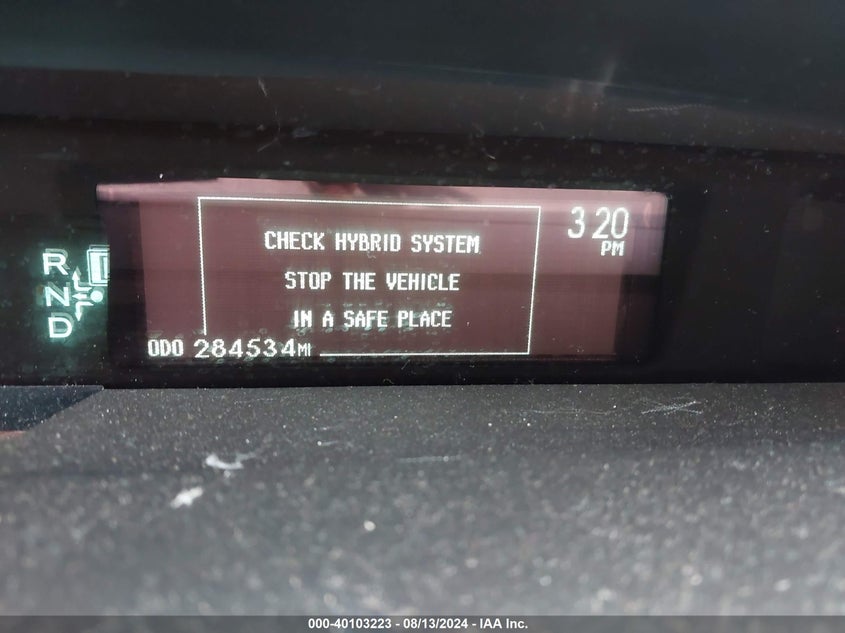 CHECK HYBRID SYSTEM
STOP THE VEHICLE
IN A SAFE PLACE
3 20
PM
R
N
D
ODO 284534MI
000-40103223 - 08/13/2024 - IAA Inc.